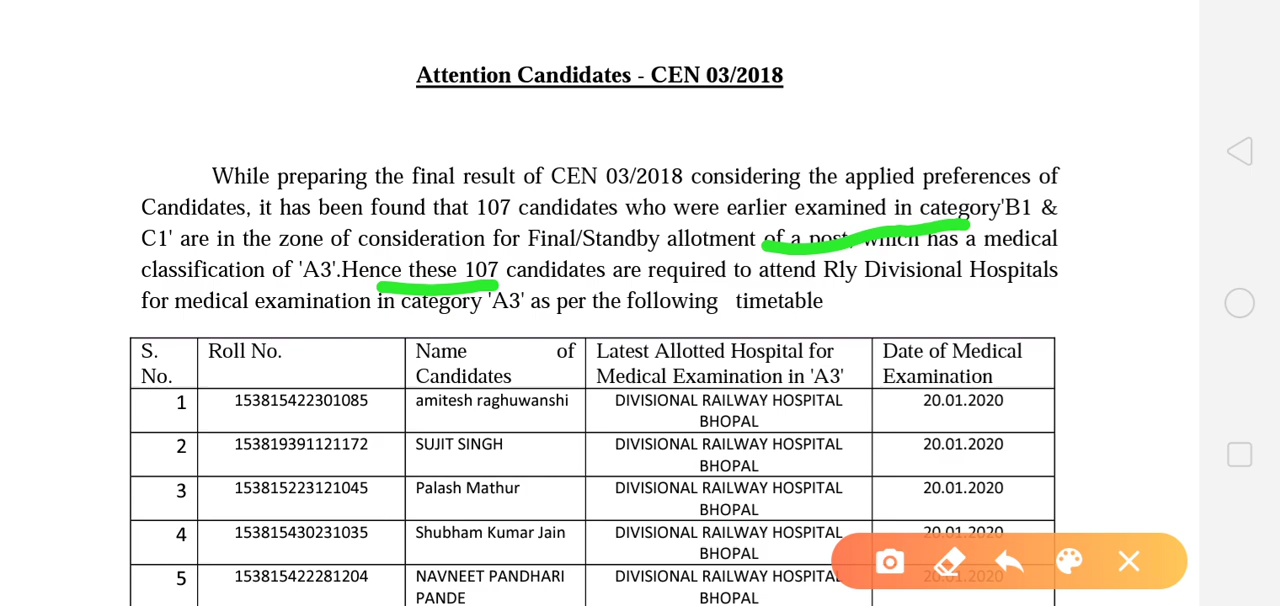 Attention Candidates - CEN 03/2018
While preparing the final result of CEN 03/2018 considering the applied preferences of
Candidates, it has been found that 107 candidates who were earlier examined in category'B1 &
C1' are in the zone of consideration for Final/Standby allotment of a post, which has a medical
classification of 'A3'.Hence these 107 candidates are required to attend Rly Divisional Hospitals
for medical examination in category 'A3' as per the following timetable
S. No. Roll No. Name of Candidates Latest Allotted Hospital for Medical Examination in 'A3' Date of Medical Examination
1 153815422301085 amitesh raghuwanshi DIVISIONAL RAILWAY HOSPITAL BHOPAL 20.01.2020
2 153819391121172 SUJIT SINGH DIVISIONAL RAILWAY HOSPITAL BHOPAL 20.01.2020
3 153815223121045 Palash Mathur DIVISIONAL RAILWAY HOSPITAL BHOPAL 20.01.2020
4 153815430231035 Shubham Kumar Jain DIVISIONAL RAILWAY HOSPITAL BHOPAL 20.01.2020
5 153815422281204 NAVNEET PANDHARI PANDE DIVISIONAL RAILWAY HOSPITAL BHOPAL 20.01.2020